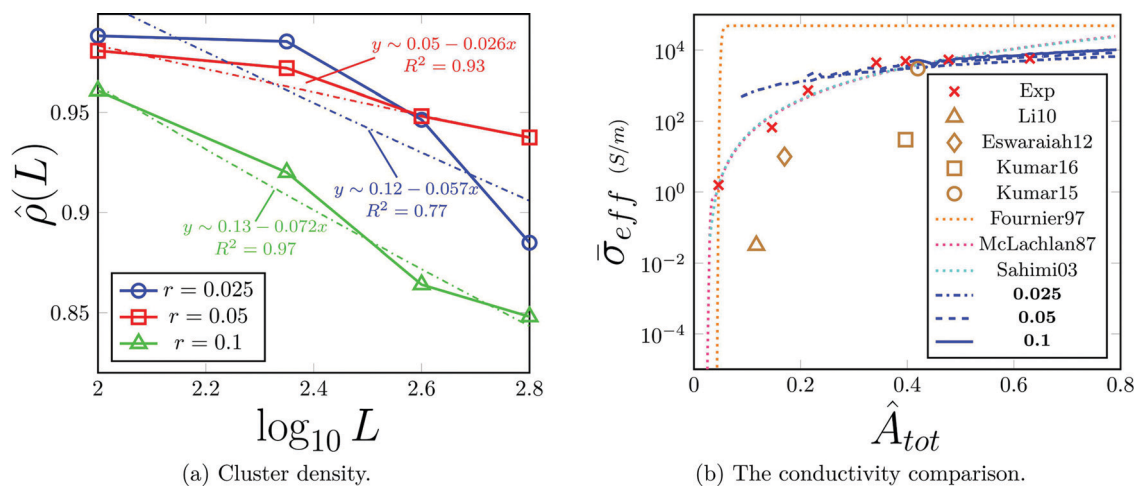 0.95
0.9
0.85
ρ̂(L)
y ∼ 0.05 − 0.026x
R² = 0.93
y ∼ 0.12 − 0.057x
R² = 0.77
y ∼ 0.13 − 0.072x
R² = 0.97
r = 0.025
r = 0.05
r = 0.1
2 2.2 2.4 2.6 2.8
log₁₀ L
(a) Cluster density.
10⁴
10²
10⁰
10⁻²
10⁻⁴
σ̄eff (S/m)
Exp
Li10
Eswaraiah12
Kumar16
Kumar15
Fournier97
McLachlan87
Sahimi03
0.025
0.05
0.1
0 0.2 0.4 0.6 0.8
Âtot
(b) The conductivity comparison.